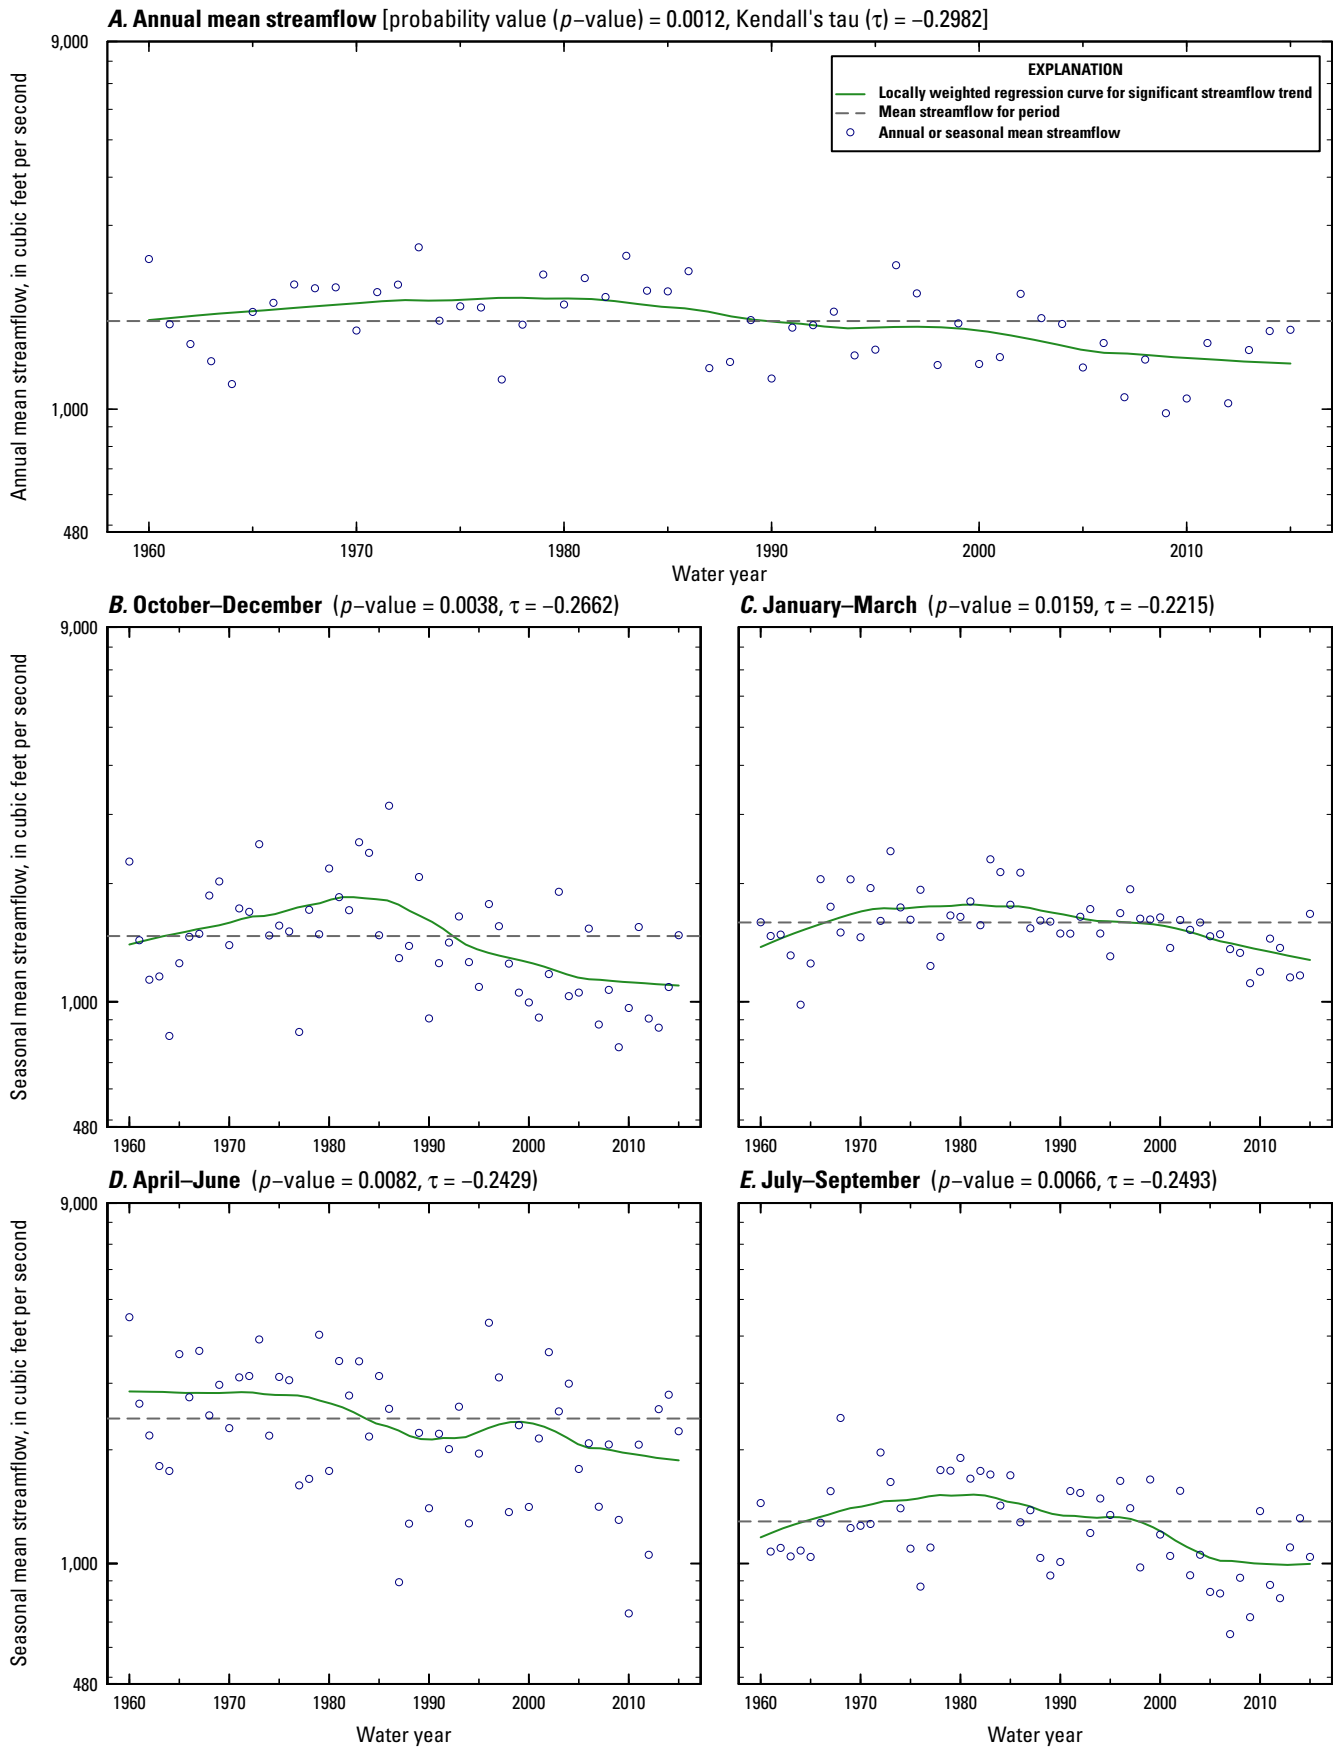 A. Annual mean streamflow [probability value (p–value) = 0.0012, Kendall's tau (τ) = –0.2982]
9,000
1,000
480
Annual mean streamflow, in cubic feet per second
EXPLANATION
Locally weighted regression curve for significant streamflow trend
Mean streamflow for period
Annual or seasonal mean streamflow
1960 1970 1980 1990 2000 2010
Water year
B. October–December (p–value = 0.0038, τ = –0.2662)
9,000
1,000
480
Seasonal mean streamflow, in cubic feet per second
1960 1970 1980 1990 2000 2010
C. January–March (p–value = 0.0159, τ = –0.2215)
1960 1970 1980 1990 2000 2010
D. April–June (p–value = 0.0082, τ = –0.2429)
9,000
1,000
480
Seasonal mean streamflow, in cubic feet per second
1960 1970 1980 1990 2000 2010
Water year
E. July–September (p–value = 0.0066, τ = –0.2493)
1960 1970 1980 1990 2000 2010
Water year